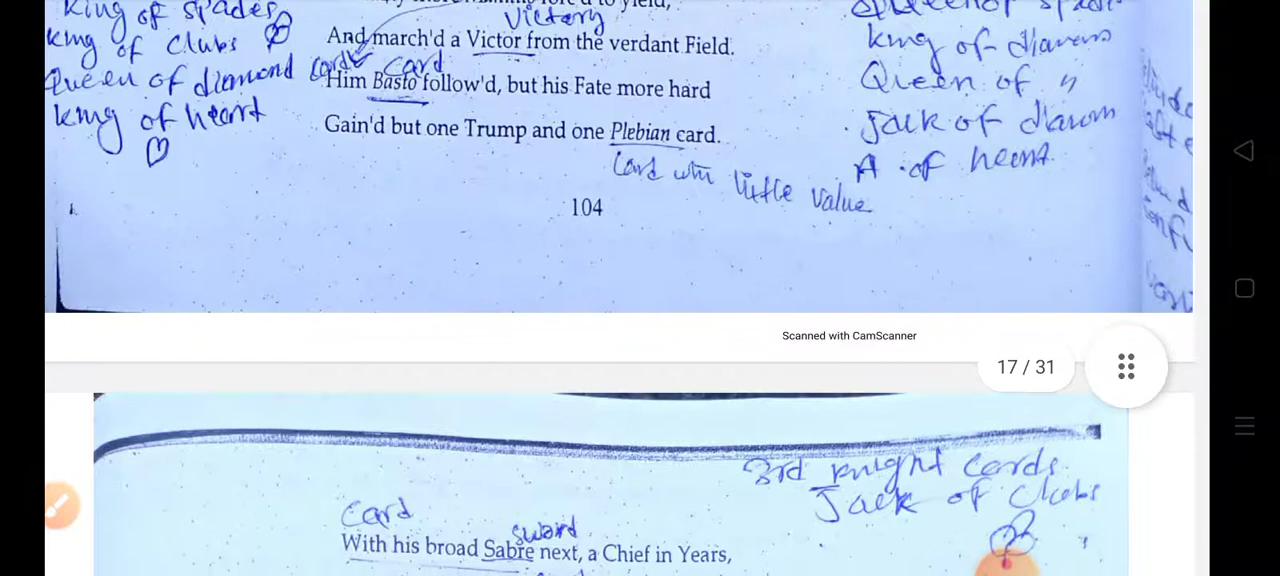 King of spades
King of Clubs
Queen of diamond
King of heart
Victory
And march'd a Victor from the verdant Field.
card
Him Basto follow'd, but his Fate more hard
Gain'd but one Trump and one Plebian card.
Card with little value
King of diamon
Queen of "
Jack of diamon
A of heart.
104
Scanned with CamScanner
17 / 31
3rd Knight Cards.
Jack of Clubs
Card
sword
With his broad Sabre next, a Chief in Years,